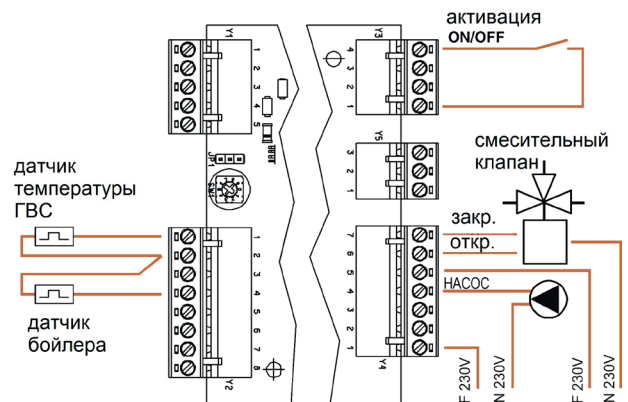 активация
ON/OFF
Y1
1
2
3
4
5
JP1
SW1
Y3
4
3
2
1
Y5
3
2
1
смесительный
клапан
датчик
температуры
ГВС
датчик
бойлера
1
2
3
4
5
6
7
8
Y2
закр.
откр.
НАСОС
7
6
5
4
3
2
1
Y4
F 230V
N 230V
F 230V
N 230V